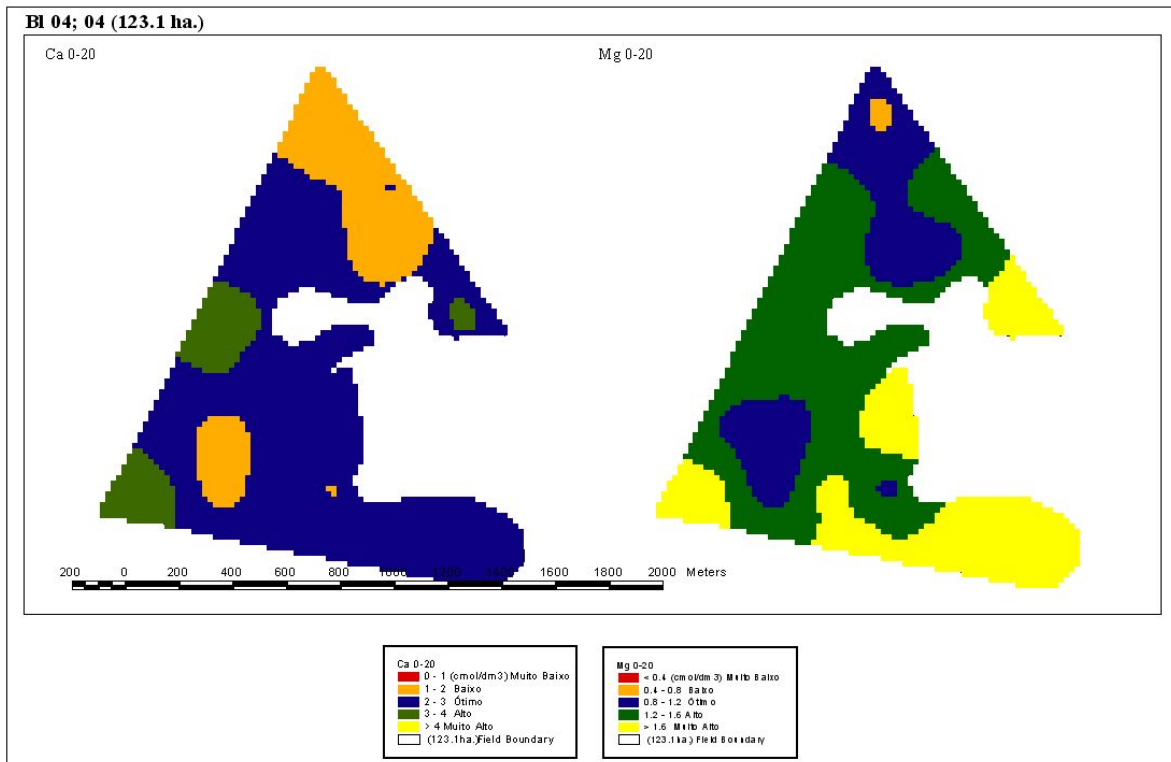 Bl 04; 04 (123.1 ha.)
Ca 0-20
Mg 0-20
200 0 200 400 600 800 1000 1200 1400 1600 1800 2000 Meters
Ca 0-20
0 - 1 (cmol/dm3) Muito Baixo
1 - 2 Baixo
2 - 3 Ótimo
3 - 4 Alto
> 4 Muito Alto
(123.1ha.) Field Boundary
Mg 0-20
< 0.4 (cmol/dm3) Muito Baixo
0.4 - 0.8 Baixo
0.8 - 1.2 Ótimo
1.2 - 1.6 Alto
> 1.6 Muito Alto
(123.1ha.) Field Boundary